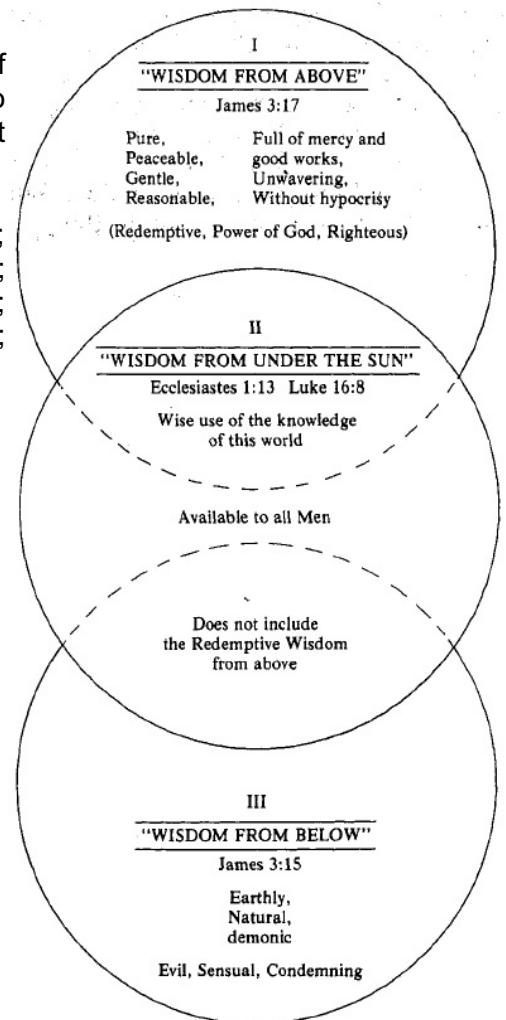 f
o
t
;
;
;
;
;
I
"WISDOM FROM ABOVE"
James 3:17
Pure, Full of mercy and
Peaceable, good works,
Gentle, Unwavering,
Reasonable, Without hypocrisy
(Redemptive, Power of God, Righteous)
II
"WISDOM FROM UNDER THE SUN"
Ecclesiastes 1:13 Luke 16:8
Wise use of the knowledge
of this world
Available to all Men
Does not include
the Redemptive Wisdom
from above
III
"WISDOM FROM BELOW"
James 3:15
Earthly,
Natural,
demonic
Evil, Sensual, Condemning